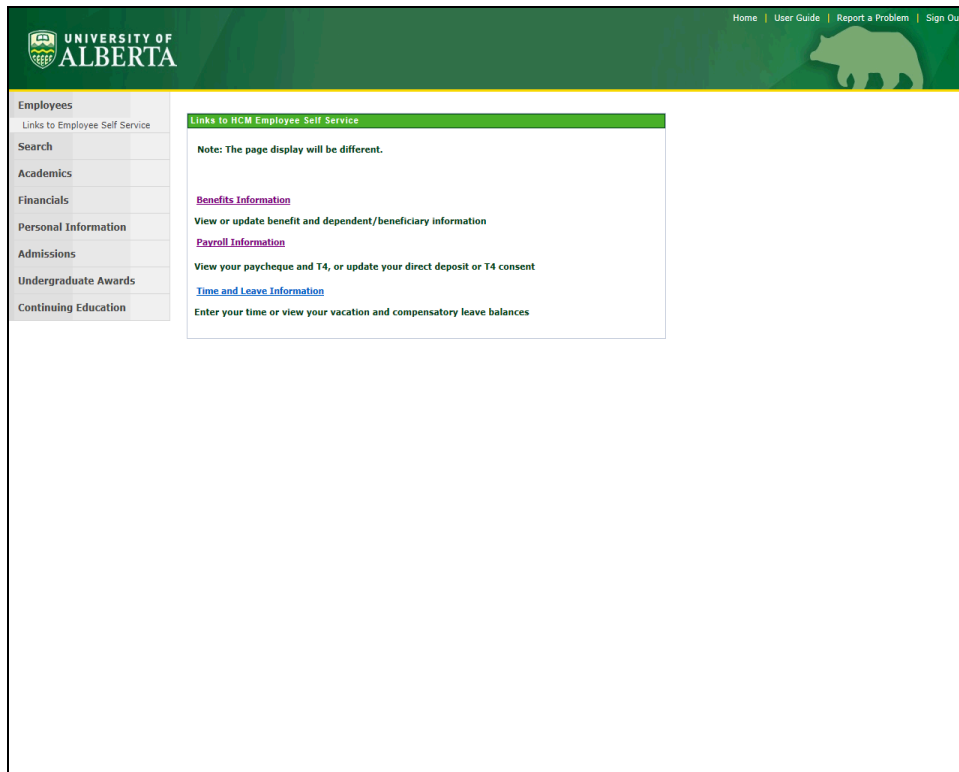 Home | User Guide | Report a Problem | Sign Ou
UNIVERSITY OF
ALBERTA
Employees
Links to Employee Self Service
Search
Academics
Financials
Personal Information
Admissions
Undergraduate Awards
Continuing Education
Links to HCM Employee Self Service
Note: The page display will be different.
Benefits Information
View or update benefit and dependent/beneficiary information
Payroll Information
View your paycheque and T4, or update your direct deposit or T4 consent
Time and Leave Information
Enter your time or view your vacation and compensatory leave balances